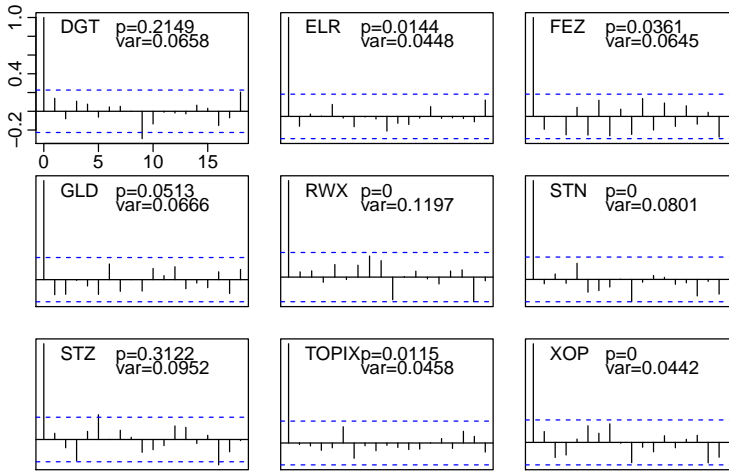 DGT p=0.2149
var=0.0658
ELR p=0.0144
var=0.0448
FEZ p=0.0361
var=0.0645
1.0
0.4
−0.2
0 5 10 15
GLD p=0.0513
var=0.0666
RWX p=0
var=0.1197
STN p=0
var=0.0801
STZ p=0.3122
var=0.0952
TOPIX p=0.0115
var=0.0458
XOP p=0
var=0.0442